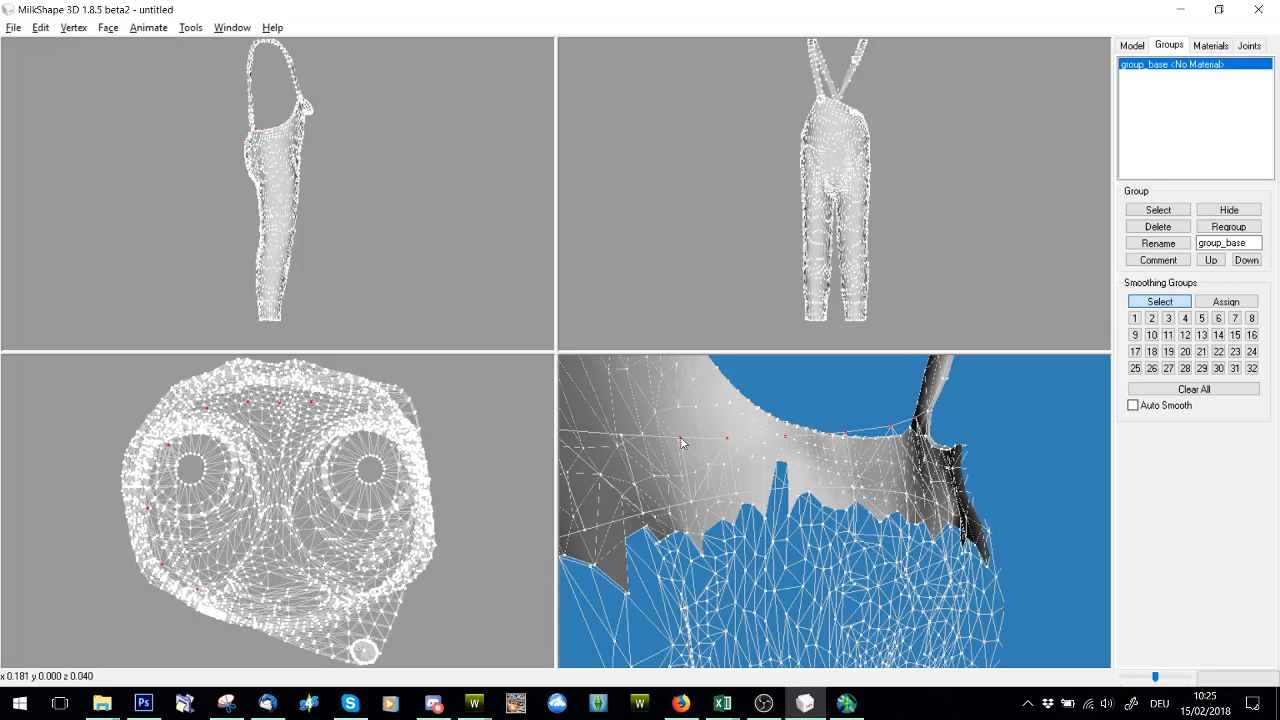 MilkShape 3D 1.8.5 beta2 - untitled
File Edit Vertex Face Animate Tools Window Help
Model Groups Materials Joints
group_base <No Material>
Group
Select Hide
Delete Regroup
Rename group_base
Comment Up Down
Smoothing Groups
Select Assign
1 2 3 4 5 6 7 8
9 10 11 12 13 14 15 16
17 18 19 20 21 22 23 24
25 26 27 28 29 30 31 32
Clear All
Auto Smooth
x 0.181 y 0.000 z 0.040
Ps
S
W
W
DEU
10:25
15/02/2018